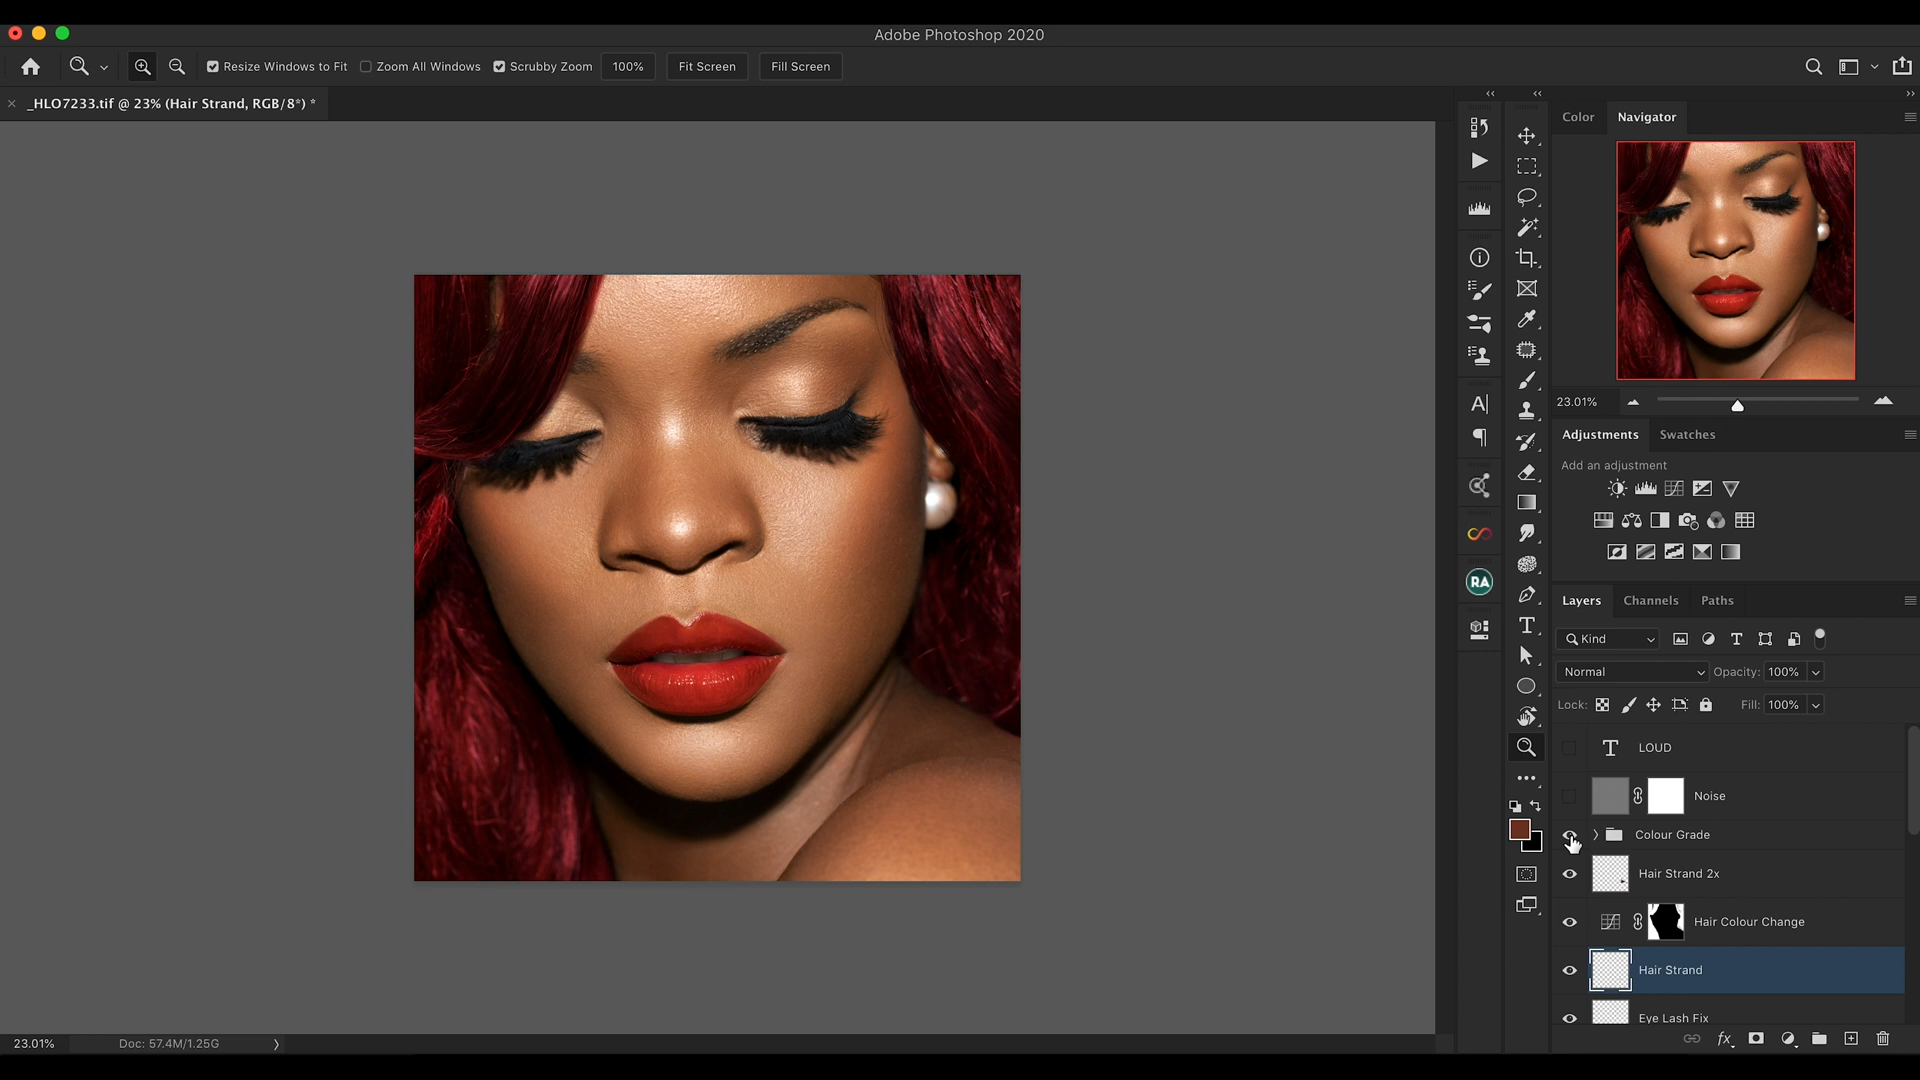 Adobe Photoshop 2020
Resize Windows to Fit Zoom All Windows Scrubby Zoom 100% Fit Screen Fill Screen
_HLO7233.tif @ 23% (Hair Strand, RGB/8*) *
Color Navigator
23.01%
Adjustments Swatches
Add an adjustment
RA
Layers Channels Paths
Kind
Normal Opacity: 100%
Lock: Fill: 100%
LOUD
Noise
Colour Grade
Hair Strand 2x
Hair Colour Change
Hair Strand
Eye Lash Fix
fx
23.01% Doc: 57.4M/1.25G